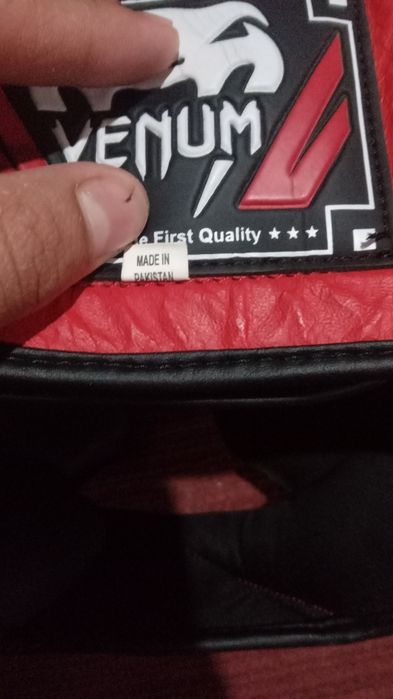 VENUM
First Quality ★★★
MADE IN
PAKISTAN